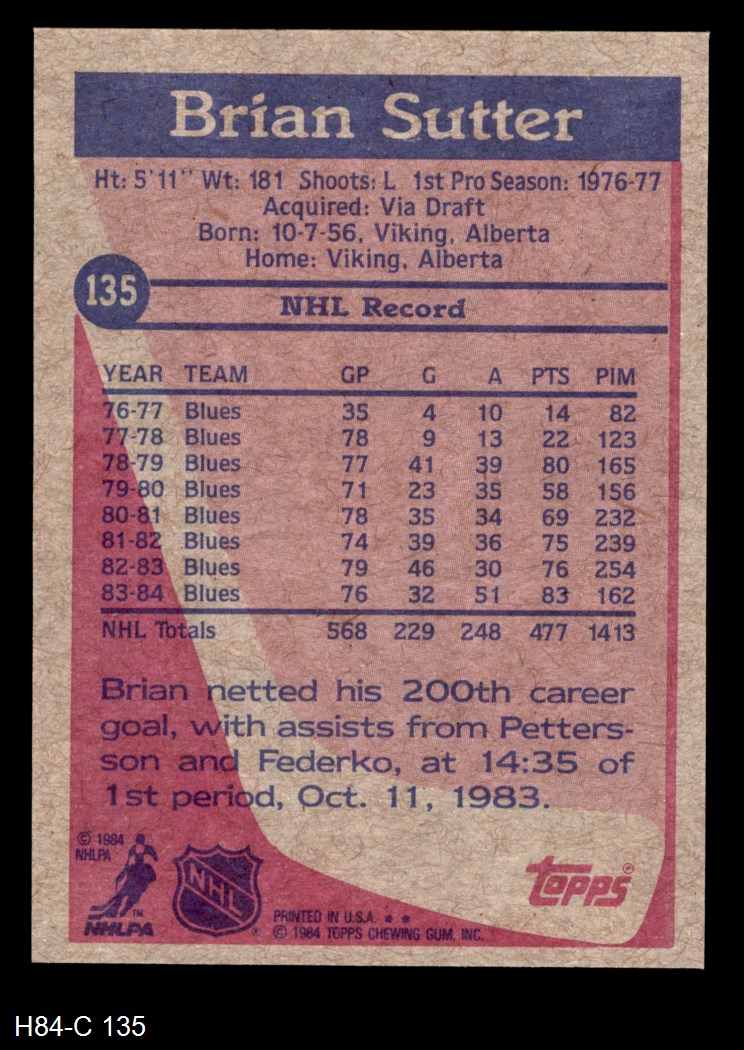 Brian Sutter
Ht: 5'11" Wt: 181 Shoots: L 1st Pro Season: 1976-77
Acquired: Via Draft
Born: 10-7-56, Viking, Alberta
Home: Viking, Alberta
135
NHL Record
YEAR TEAM GP G A PTS PIM
76-77 Blues 35 4 10 14 82
77-78 Blues 78 9 13 22 123
78-79 Blues 77 41 39 80 165
79-80 Blues 71 23 35 58 156
80-81 Blues 78 35 34 69 232
81-82 Blues 74 39 36 75 239
82-83 Blues 79 46 30 76 254
83-84 Blues 76 32 51 83 162
NHL Totals 568 229 248 477 1413
Brian netted his 200th career
goal, with assists from Petters-
son and Federko, at 14:35 of
1st period, Oct. 11, 1983.
© 1984
NHLPA
TM
NHLPA
NHL
®
PRINTED IN U.S.A. **
© 1984 TOPPS CHEWING GUM, INC.
topps®
H84-C 135